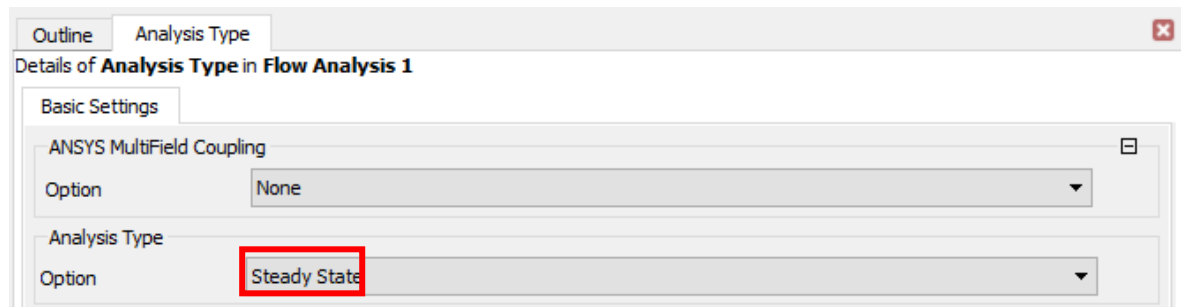 Outline Analysis Type
Details of Analysis Type in Flow Analysis 1
Basic Settings
ANSYS MultiField Coupling
Option None
Analysis Type
Option Steady State